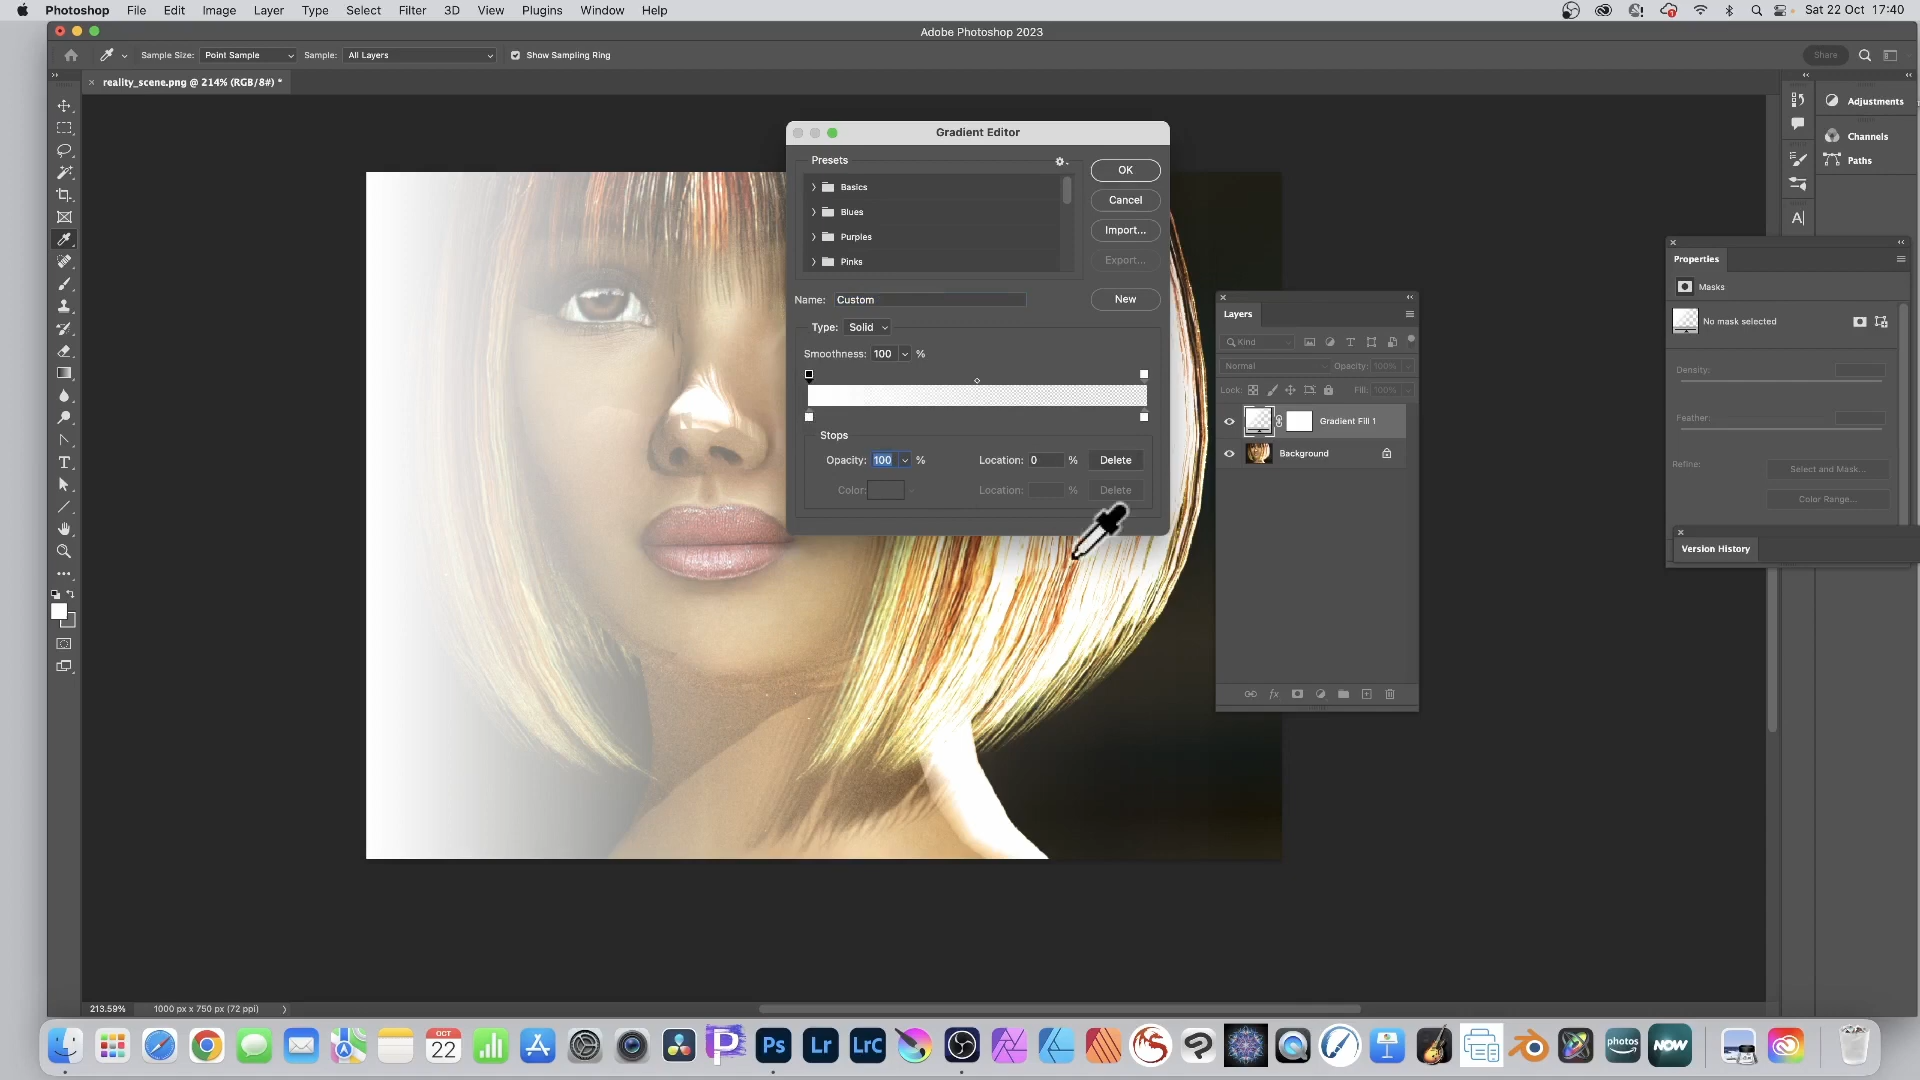 Photoshop File Edit Image Layer Type Select Filter 3D View Plugins Window Help Sat 22 Oct 17:40
Adobe Photoshop 2023
Sample Size: Point Sample Sample: All Layers Show Sampling Ring Share
reality_scene.png @ 214% (RGB/8#) *
Adjustments
Channels
Paths
Gradient Editor
Presets
Basics
Blues
Purples
Pinks
OK
Cancel
Import...
Export...
Name: Custom New
Type: Solid
Smoothness: 100 %
Stops
Opacity: 100 % Location: 0 % Delete
Color: Location: % Delete
Layers
Kind
Normal Opacity: 100%
Lock: Fill: 100%
Gradient Fill 1
Background
Properties
Masks
No mask selected
Density:
Feather:
Refine: Select and Mask...
Color Range...
Version History
213.59% 1000 px x 750 px (72 ppi)
OCT
22
Ps
Lr
LrC
photos
NOW